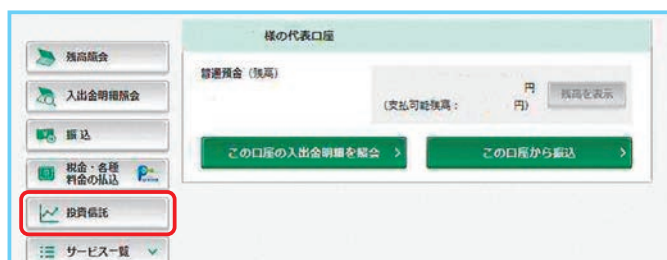 残高照会
入出金明細照会
振込
税金・各種
料金の払込
投資信託
サービス一覧
様の代表口座
普通預金（残高）
円
（支払可能残高： 円）
残高を表示
この口座の入出金明細を照会
この口座から振込